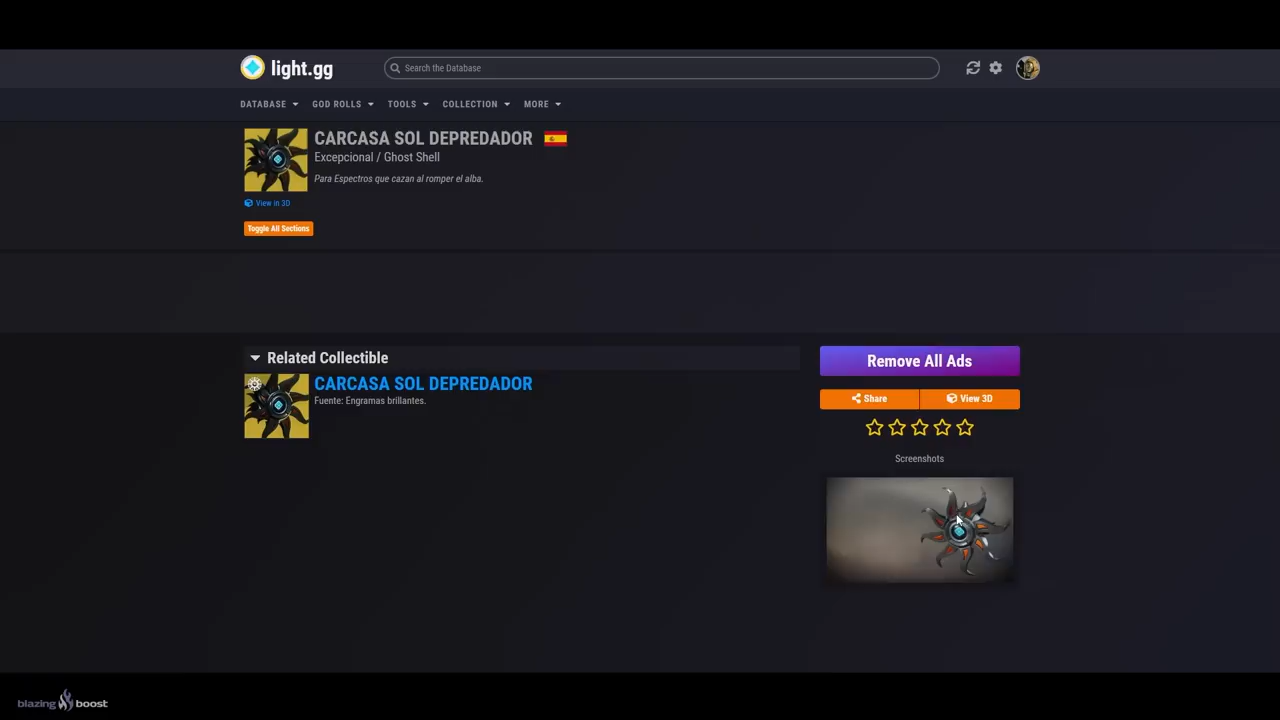 light.gg
Search the Database
DATABASE
GOD ROLLS
TOOLS
COLLECTION
MORE
CARCASA SOL DEPREDADOR
Excepcional / Ghost Shell
Para Espectros que cazan al romper el alba.
View in 3D
Toggle All Sections
Related Collectible
CARCASA SOL DEPREDADOR
Fuente: Engramas brillantes.
Remove All Ads
Share
View 3D
Screenshots
blazing boost